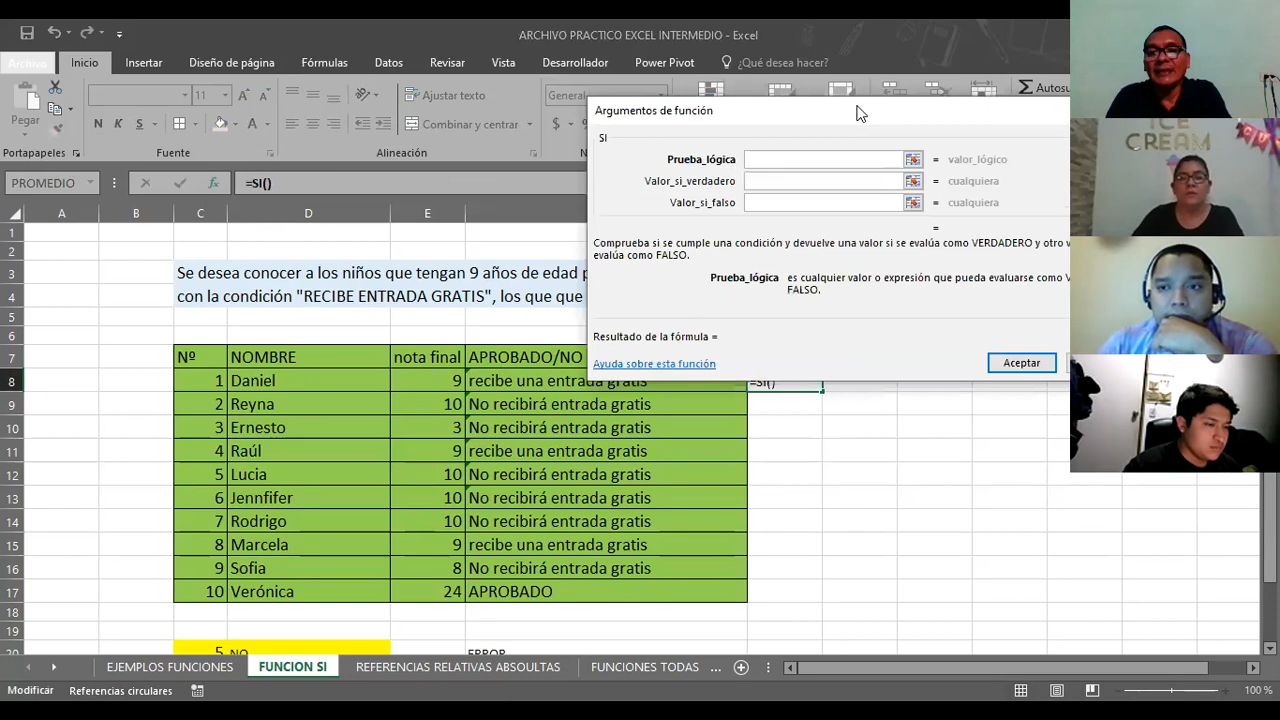 ARCHIVO PRACTICO EXCEL INTERMEDIO - Excel
Archivo Inicio Insertar Diseño de página Fórmulas Datos Revisar Vista Desarrollador Power Pivot ¿Qué desea hacer?
Pegar
11 A A
Ajustar texto
General
Autosu
N K S
Combinar y centrar
$
Portapapeles Fuente Alineación
PROMEDIO fx =SI()
Argumentos de función
SI
Prueba_lógica = valor_lógico
Valor_si_verdadero = cualquiera
Valor_si_falso = cualquiera
=
Comprueba si se cumple una condición y devuelve una valor si se evalúa como VERDADERO y otro v
evalúa como FALSO.
Prueba_lógica es cualquier valor o expresión que pueda evaluarse como V
FALSO.
Resultado de la fórmula =
Ayuda sobre esta función
Aceptar
ICE
CREAM
A B C D E
1
2
3 Se desea conocer a los niños que tengan 9 años de edad p
4 con la condición "RECIBE ENTRADA GRATIS", los que que
5
6
7 Nº NOMBRE nota final APROBADO/NO
8 1 Daniel 9 recibe una entrada gratis =SI()
9 2 Reyna 10 No recibirá entrada gratis
10 3 Ernesto 3 No recibirá entrada gratis
11 4 Raúl 9 recibe una entrada gratis
12 5 Lucia 10 No recibirá entrada gratis
13 6 Jennfifer 10 No recibirá entrada gratis
14 7 Rodrigo 10 No recibirá entrada gratis
15 8 Marcela 9 recibe una entrada gratis
16 9 Sofia 8 No recibirá entrada gratis
17 10 Verónica 24 APROBADO
18
19
20 5 NO ERROR
EJEMPLOS FUNCIONES FUNCION SI REFERENCIAS RELATIVAS ABSOULTAS FUNCIONES TODAS ...
Modificar Referencias circulares 100 %